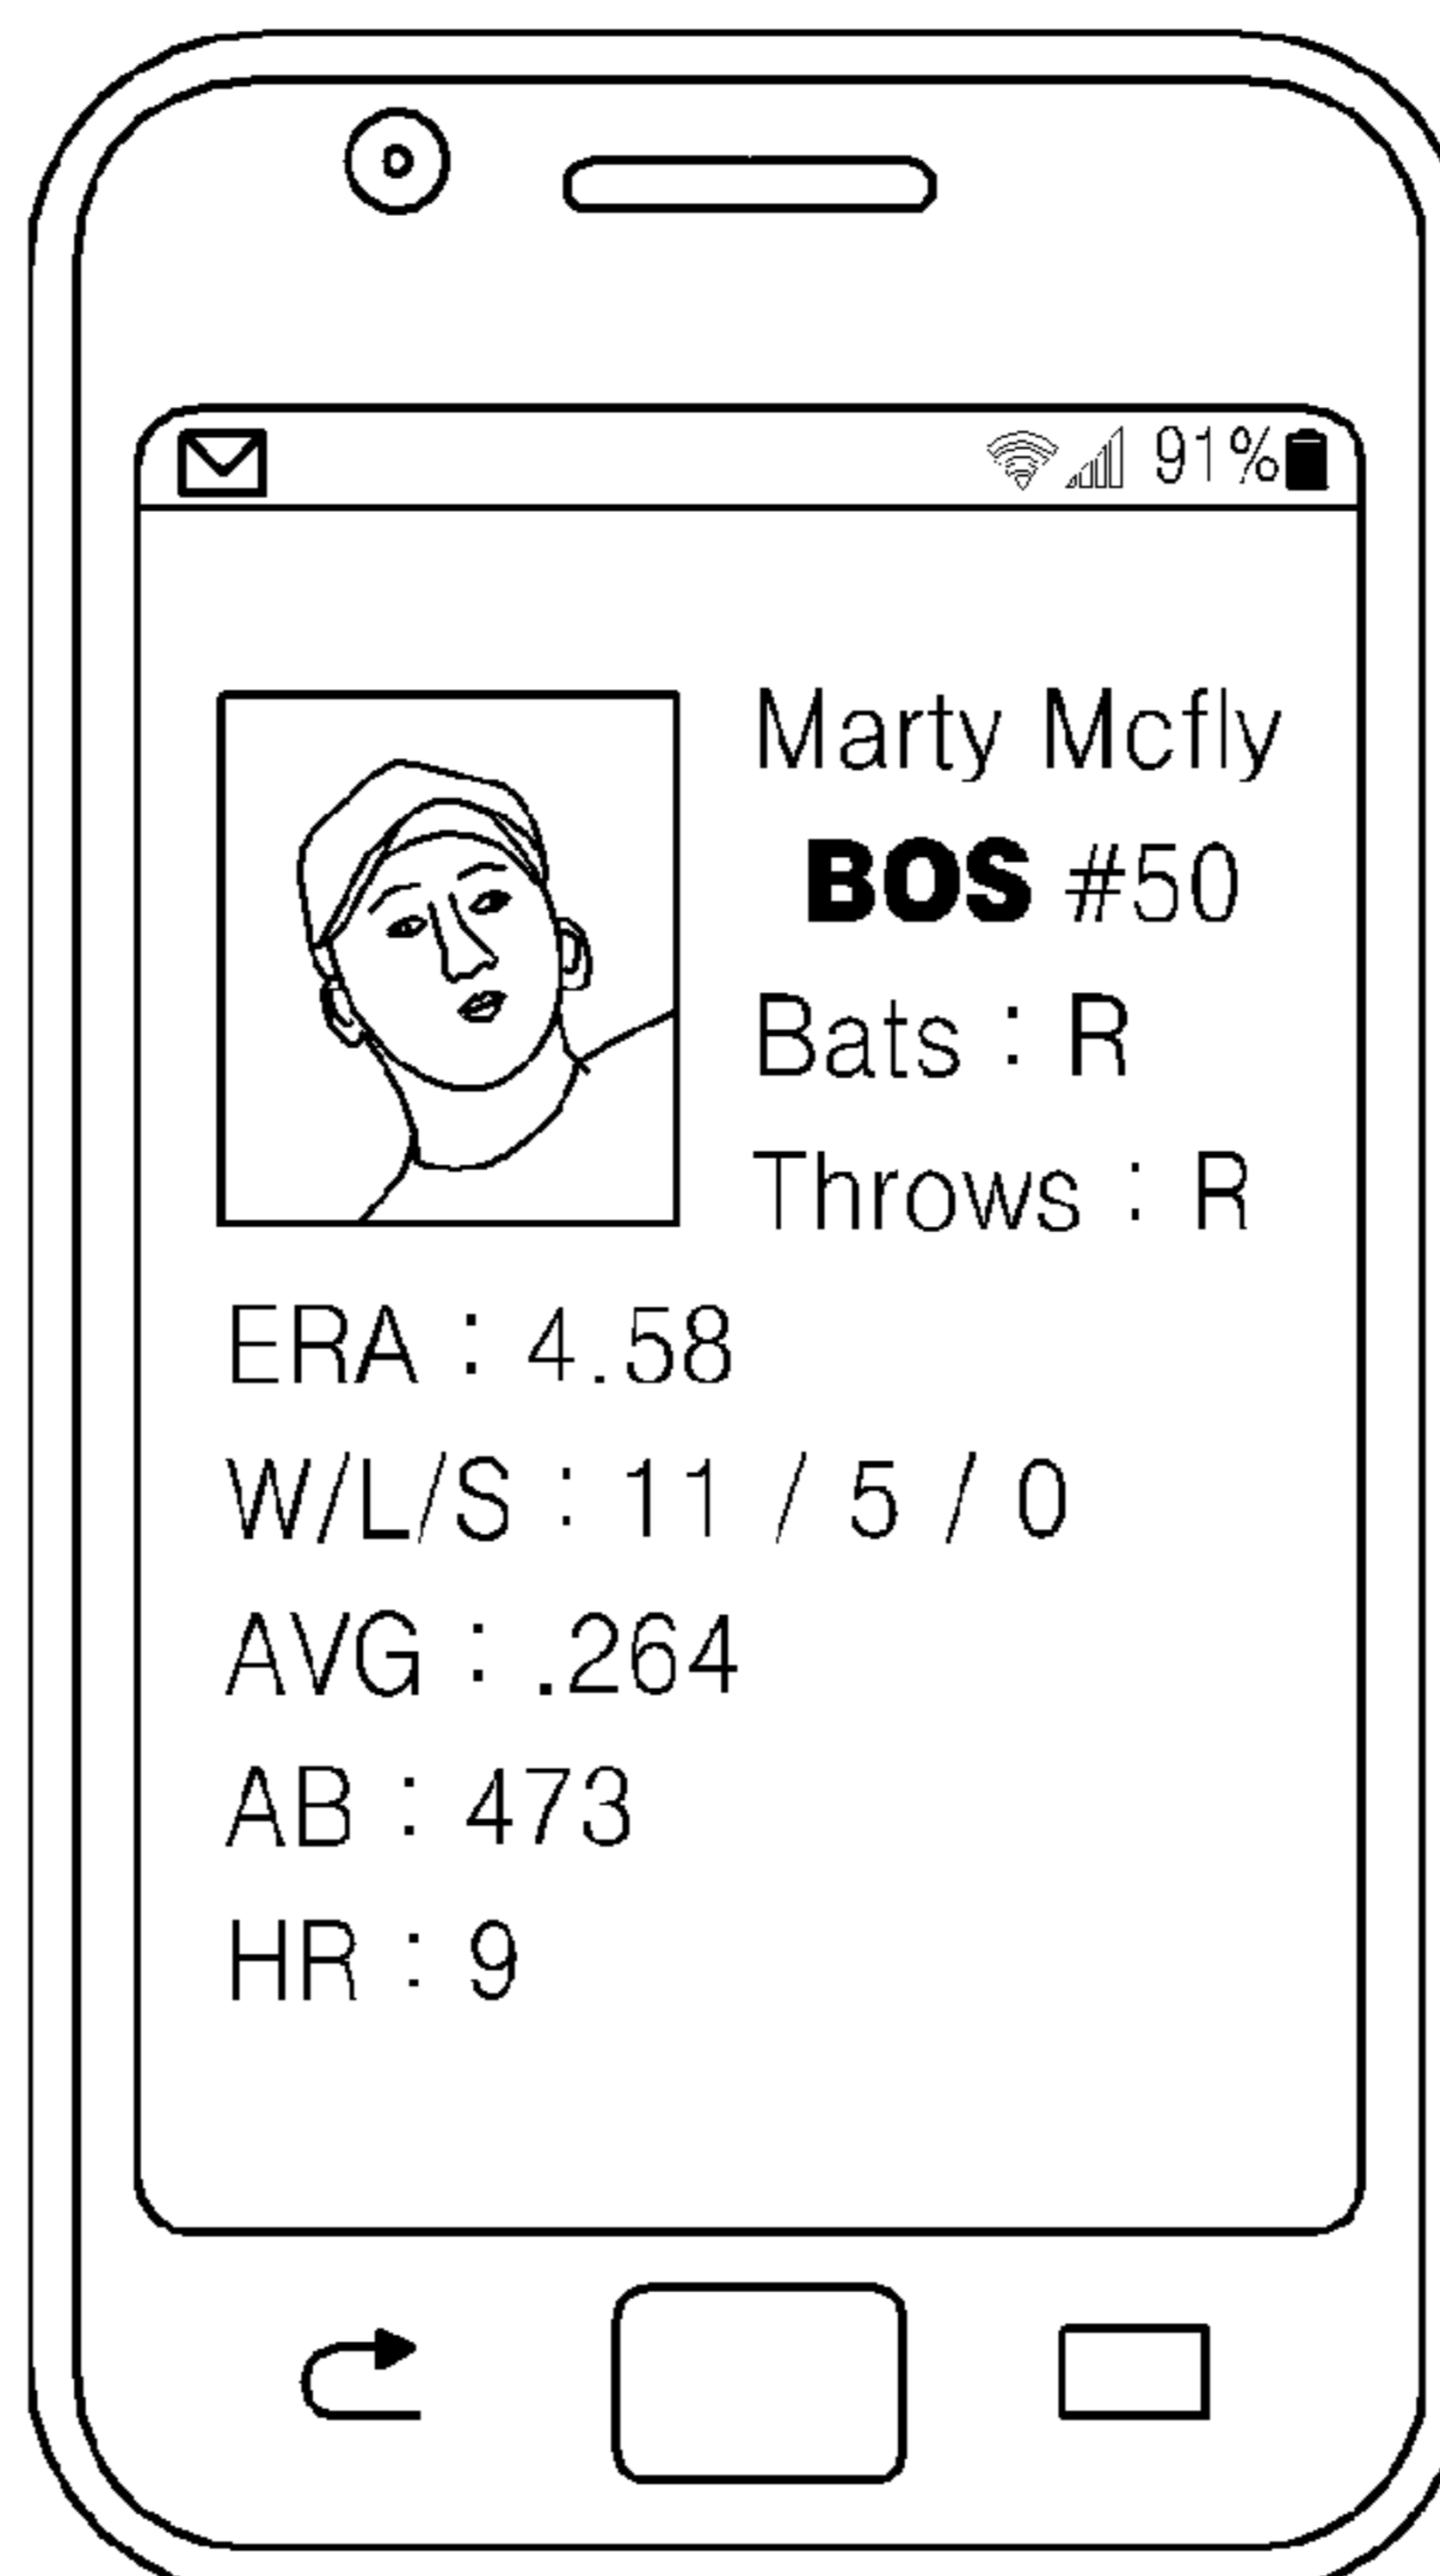 91%
Marty Mcfly
BOS #50
Bats : R
Throws : R
ERA : 4.58
W/L/S : 11 / 5 / 0
AVG : .264
AB : 473
HR : 9